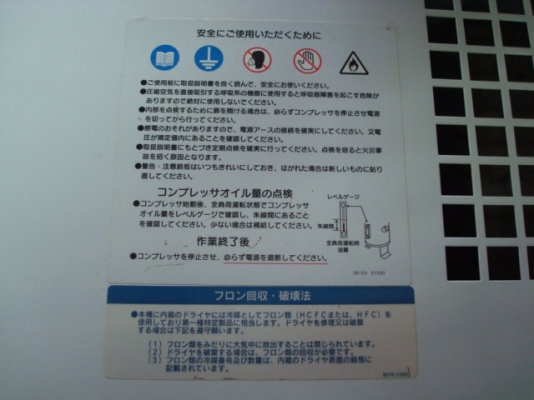 安全にご使用いただくために
●ご使用前に取扱説明書を良く読んで、安全にお使いください。
●圧縮空気を直接吸引する呼吸系の機器に使用すると呼吸器障害を起こす危険が
ありますので絶対に使用しないでください。
●内部を点検するために扉を開ける場合は、必らずコンプレッサを停止させ電源
を切ってから行ってください。
●感電のおそれがありますので、電源アースの接続を確実にしてください。又電
圧が規定値内にあることを確認してください。
●取扱説明書にもとづき定期点検を確実に行ってください。点検を怠ると火災事
故を招く原因となります。
●警告・注意銘板はいつもきれいにしておき、はがれた場合は新しいものに貼り
直してください。
コンプレッサオイル量の点検
●コンプレッサ始動後、全負荷運転状態でコンプレッサ
オイル量をレベルゲージで確認し、朱線間にあること
を確認してください。少ない場合は補給してください。
レベルゲージ
朱線間
全負荷運転時
油量
作業終了後
●コンプレッサを停止させ、必らず電源を遮断してください。
フロン回収・破壊法
●本機に内蔵のドライヤには冷媒としてフロン類（HCFCまたは、HFC）を
使用しており第一種特定製品に相当します。ドライヤを修理又は破棄
する場合は下記を厳守願います。
（1）フロン類をみだりに大気中に放出することは禁じられています。
（2）ドライヤを破棄する場合は、フロン類の回収が必要です。
（3）フロン類の冷媒番号及び数量は、内蔵のドライヤ表面の銘板に
記載されています。